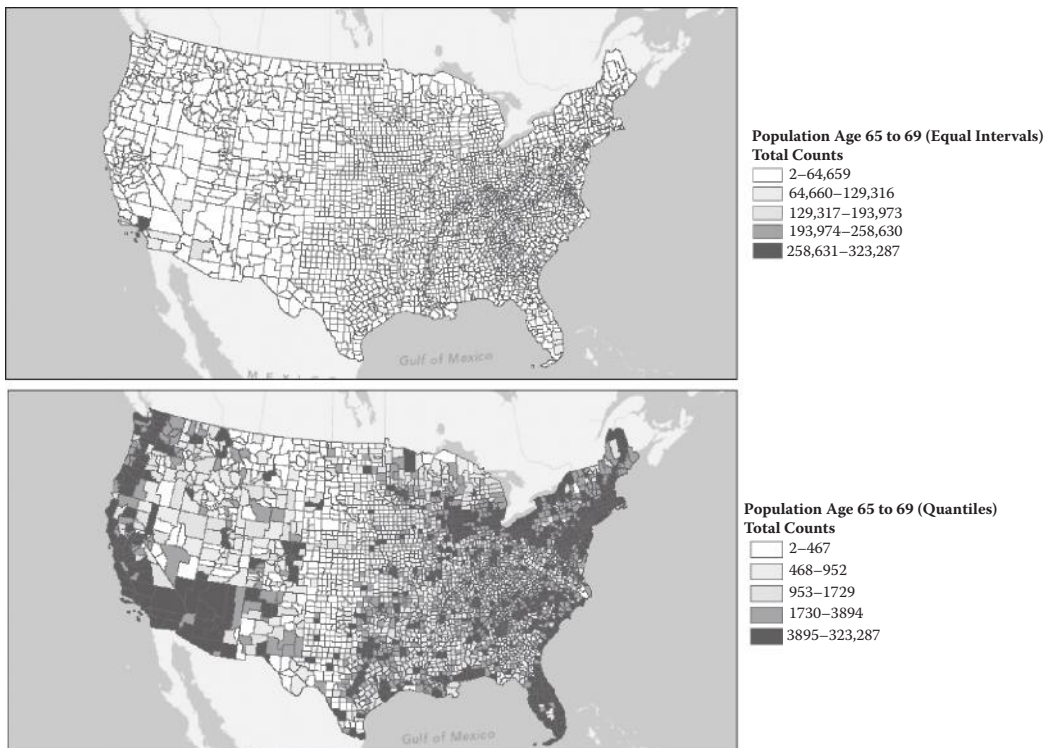 Population Age 65 to 69 (Equal Intervals)
Total Counts
2–64,659
64,660–129,316
129,317–193,973
193,974–258,630
258,631–323,287
Gulf of Mexico
MEXICO
Population Age 65 to 69 (Quantiles)
Total Counts
2–467
468–952
953–1729
1730–3894
3895–323,287
Gulf of Mexico